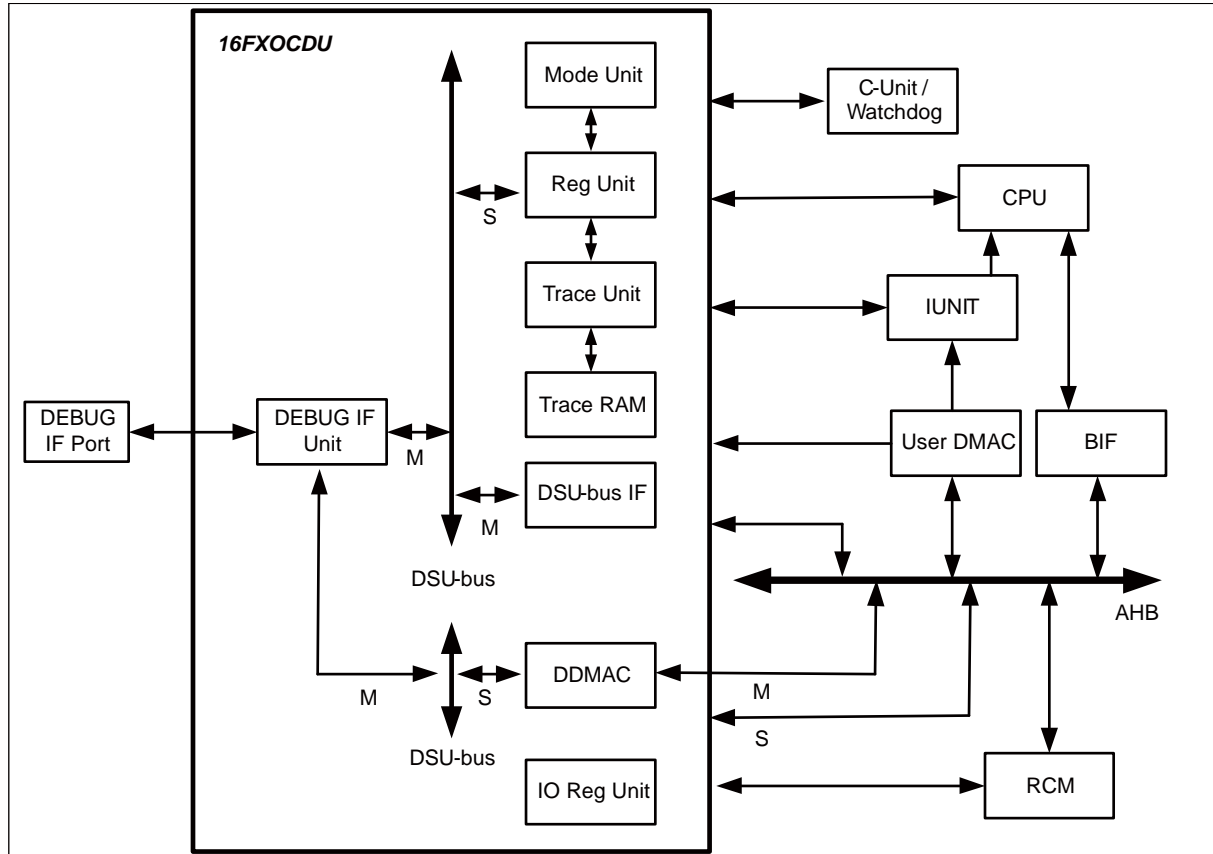 16FXOCDU
Mode Unit
C-Unit /
Watchdog
Reg Unit
S
CPU
Trace Unit
IUNIT
Trace RAM
DEBUG
IF Port
DEBUG IF
Unit
M
User DMAC
BIF
DSU-bus IF
M
DSU-bus
AHB
DDMAC
M
S
M
S
DSU-bus
IO Reg Unit
RCM